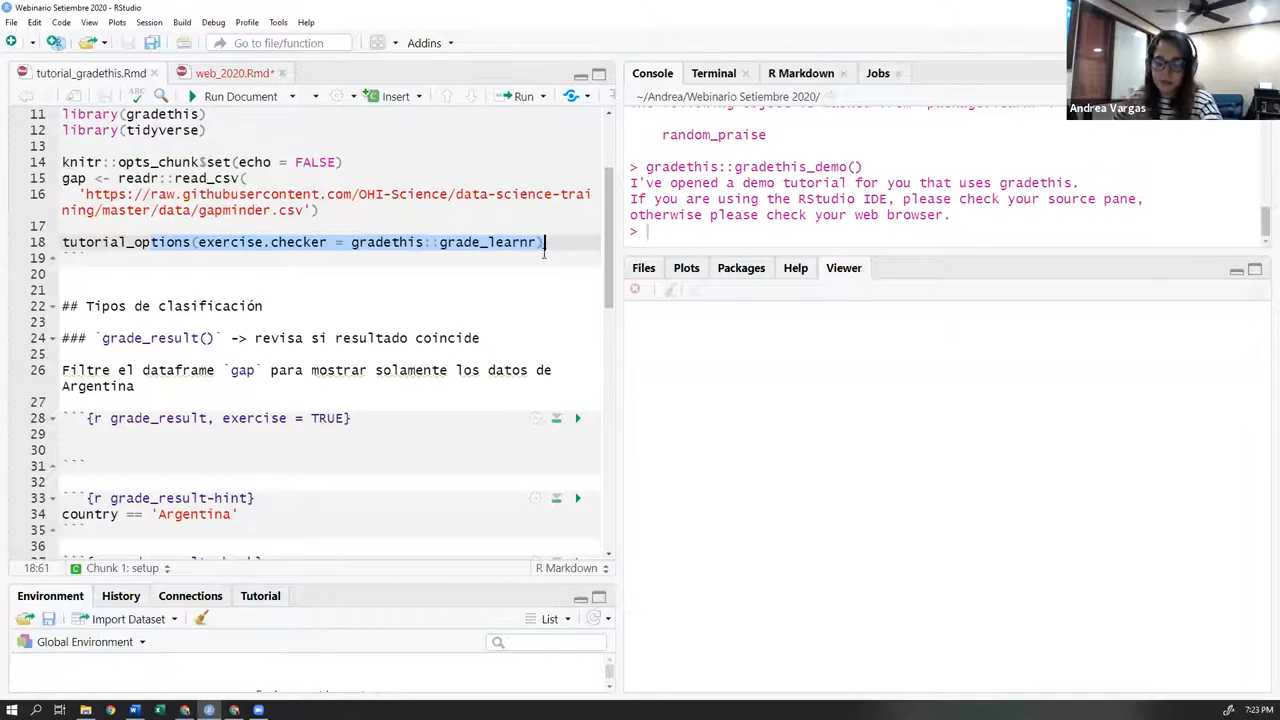 Webinario Setiembre 2020 - RStudio
File Edit Code View Plots Session Build Debug Profile Tools Help
Go to file/function Addins
tutorial_gradethis.Rmd web_2020.Rmd*
Run Document Insert Run
11 library(gradethis)
12 library(tidyverse)
13
14 knitr::opts_chunk$set(echo = FALSE)
15 gap <- readr::read_csv(
16 'https://raw.githubusercontent.com/OHI-Science/data-science-trai
ning/master/data/gapminder.csv')
17
18 tutorial_options(exercise.checker = gradethis::grade_learnr)
19 ```
20
21
22 ## Tipos de clasificación
23
24 ### `grade_result()` -> revisa si resultado coincide
25
26 Filtre el dataframe `gap` para mostrar solamente los datos de
Argentina
27
28 ```{r grade_result, exercise = TRUE}
29
30
31 ```
32
33 ```{r grade_result-hint}
34 country == 'Argentina'
35 ```
36
18:61 Chunk 1: setup R Markdown
Environment History Connections Tutorial
Import Dataset List
Global Environment
Console Terminal R Markdown Jobs
~/Andrea/Webinario Setiembre 2020/
random_praise
> gradethis::gradethis_demo()
I've opened a demo tutorial for you that uses gradethis.
If you are using the RStudio IDE, please check your source pane,
otherwise please check your web browser.
>
Files Plots Packages Help Viewer
Andrea Vargas
7:23 PM